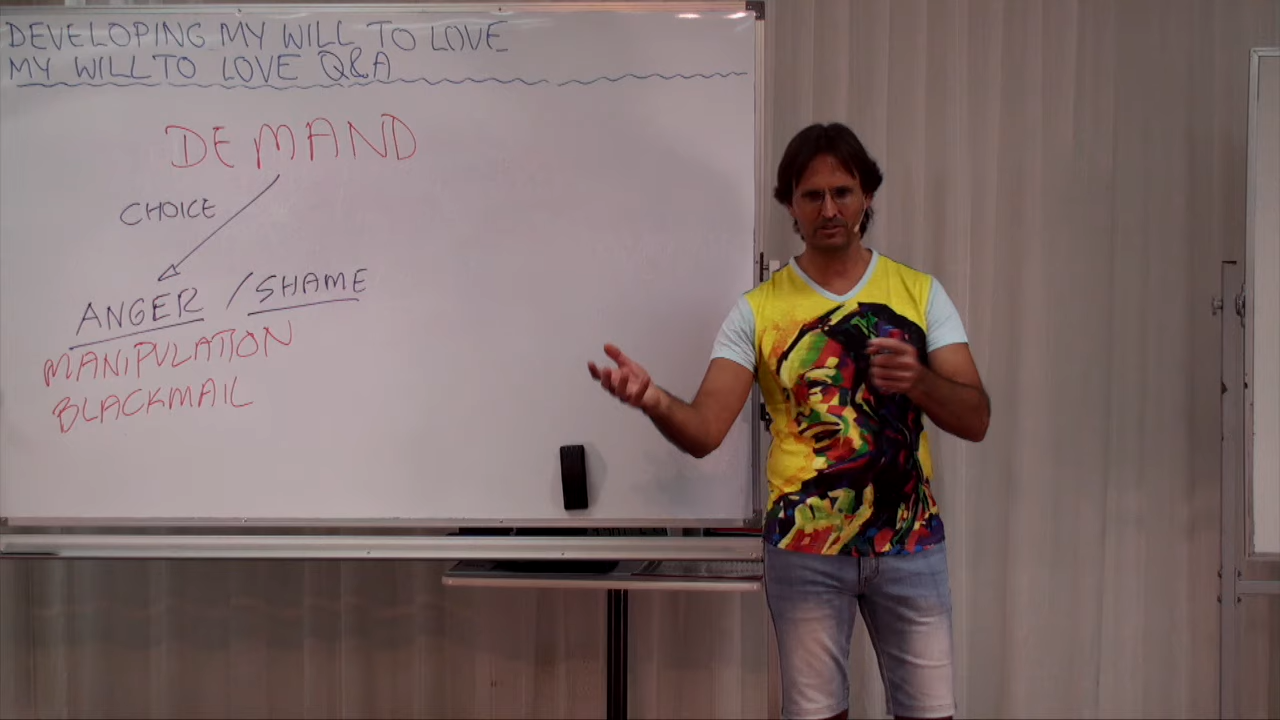 DEVELOPING MY WILL TO LOVE
MY WILL TO LOVE Q&A
DEMAND
CHOICE
ANGER / SHAME
MANIPULATION
BLACKMAIL